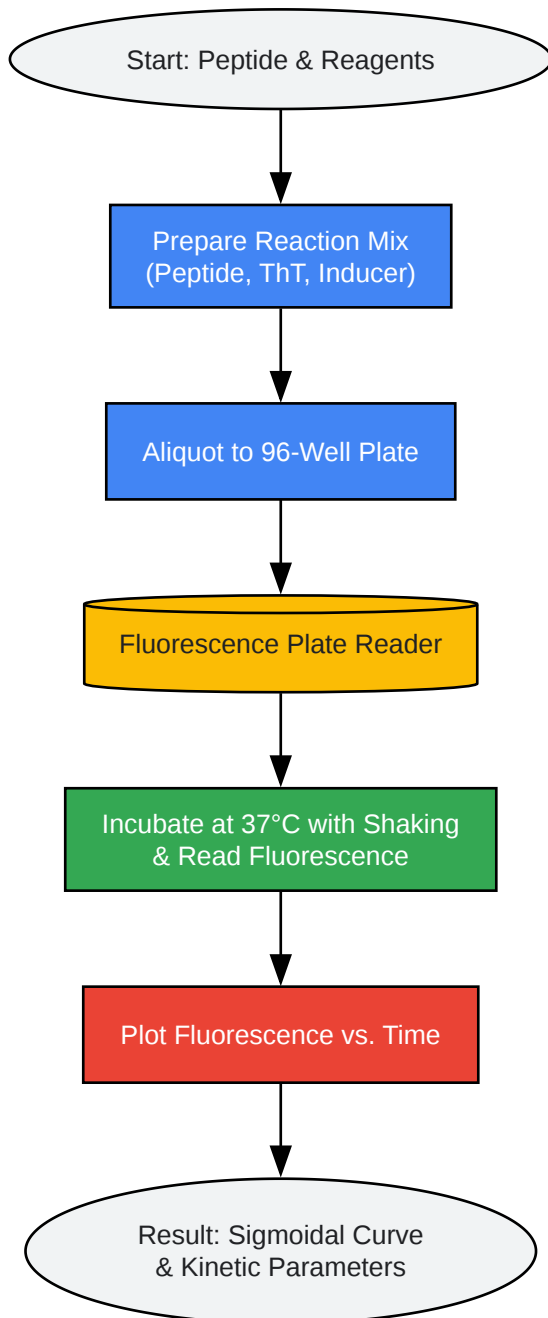 Start: Peptide & Reagents
Prepare Reaction Mix
(Peptide, ThT, Inducer)
Aliquot to 96-Well Plate
Fluorescence Plate Reader
Incubate at 37°C with Shaking
& Read Fluorescence
Plot Fluorescence vs. Time
Result: Sigmoidal Curve
& Kinetic Parameters